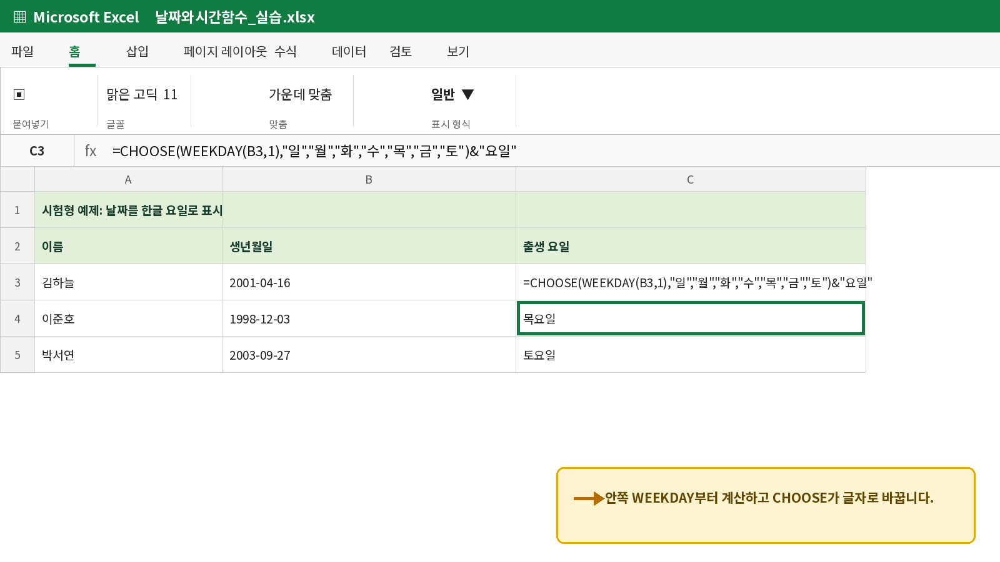 Microsoft Excel 날짜와시간함수_실습.xlsx
파일 홈 삽입 페이지 레이아웃 수식 데이터 검토 보기
맑은 고딕 11 가운데 맞춤 일반 ▼
붙여넣기 글꼴 맞춤 표시 형식
C3 fx =CHOOSE(WEEKDAY(B3,1),"일","월","화","수","목","금","토")&"요일"
A B C
1 시험형 예제: 날짜를 한글 요일로 표시
2 이름 생년월일 출생 요일
3 김하늘 2001-04-16 =CHOOSE(WEEKDAY(B3,1),"일","월","화","수","목","금","토")&"요일"
4 이준호 1998-12-03 목요일
5 박서연 2003-09-27 토요일
안쪽 WEEKDAY부터 계산하고 CHOOSE가 글자로 바꿉니다.